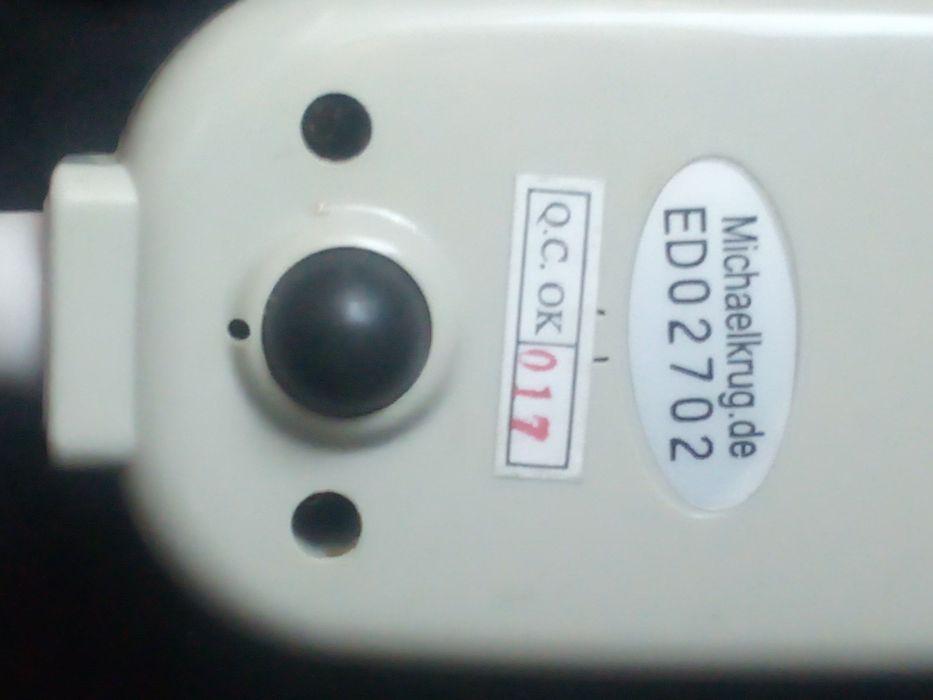 Michaelkrug.de
ED02702
Q.C. OK 017